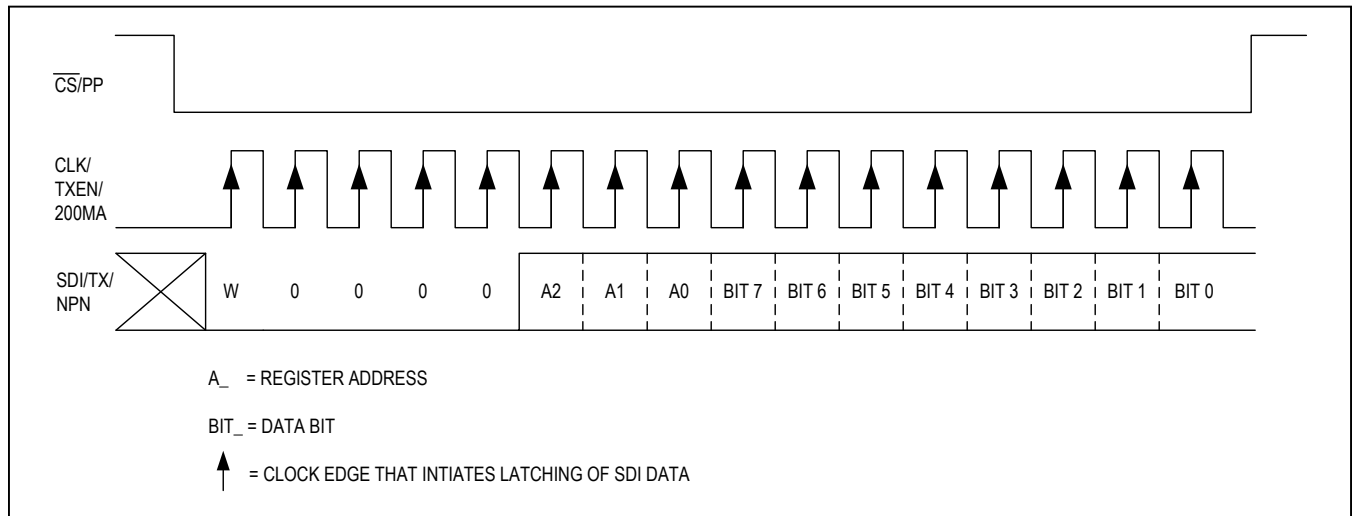 C̅S̅/PP
CLK/
TXEN/
200MA
SDI/TX/
NPN
W 0 0 0 0 A2 A1 A0 BIT 7 BIT 6 BIT 5 BIT 4 BIT 3 BIT 2 BIT 1 BIT 0
A_ = REGISTER ADDRESS
BIT_ = DATA BIT
= CLOCK EDGE THAT INTIATES LATCHING OF SDI DATA